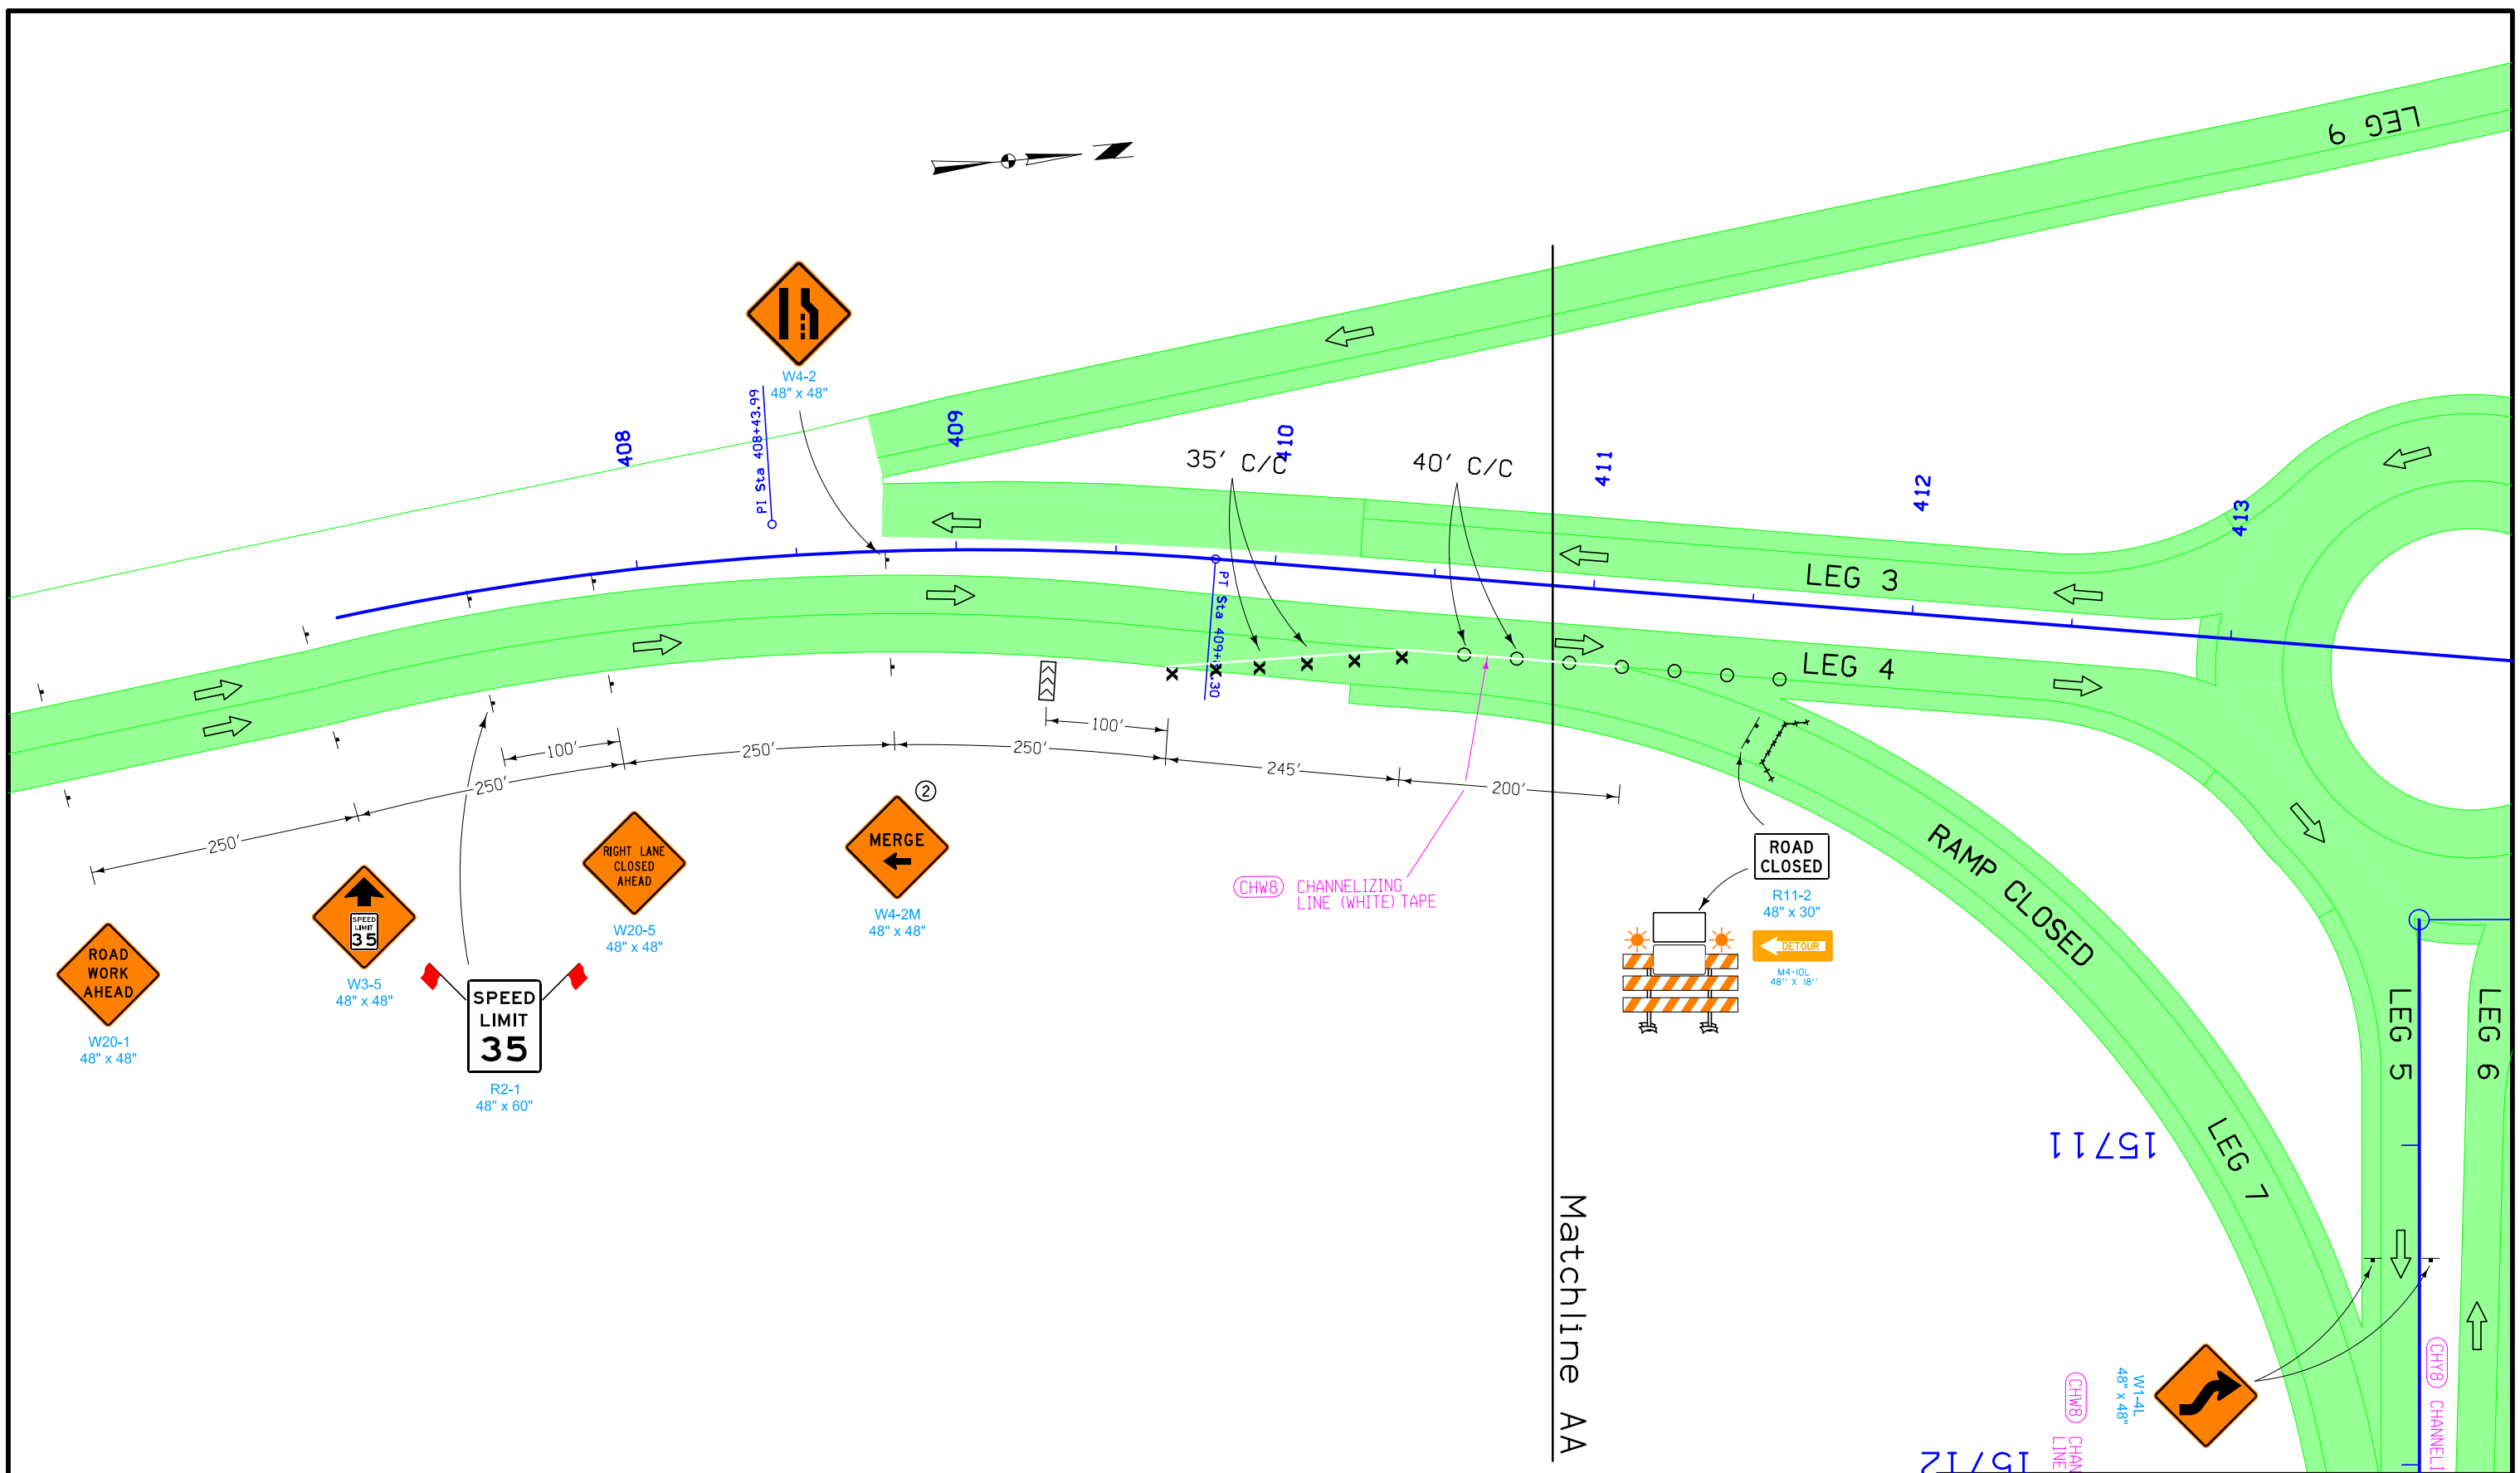 LEG 9
W4-2
48" x 48"
PI Sta 408+43.99
408
409
410
411
412
413
35' C/C
40' C/C
PT Sta 409+
.30
LEG 3
LEG 4
100'
250'
250'
100'
250'
250'
245'
200'
2
ROAD
WORK
AHEAD
W20-1
48" x 48"
SPEED
LIMIT
35
W3-5
48" x 48"
SPEED
LIMIT
35
R2-1
48" x 60"
RIGHT LANE
CLOSED
AHEAD
W20-5
48" x 48"
MERGE
W4-2M
48" x 48"
CHW8 CHANNELIZING
LINE (WHITE) TAPE
ROAD
CLOSED
R11-2
48" x 30"
DETOUR
M4-10L
48'' X 18''
RAMP CLOSED
LEG 7
LEG 5
LEG 6
Matchline AA
15711
15712
W1-4L
48" x 48"
CHW8 CHAN
LINE
CHY8 CHANNELI